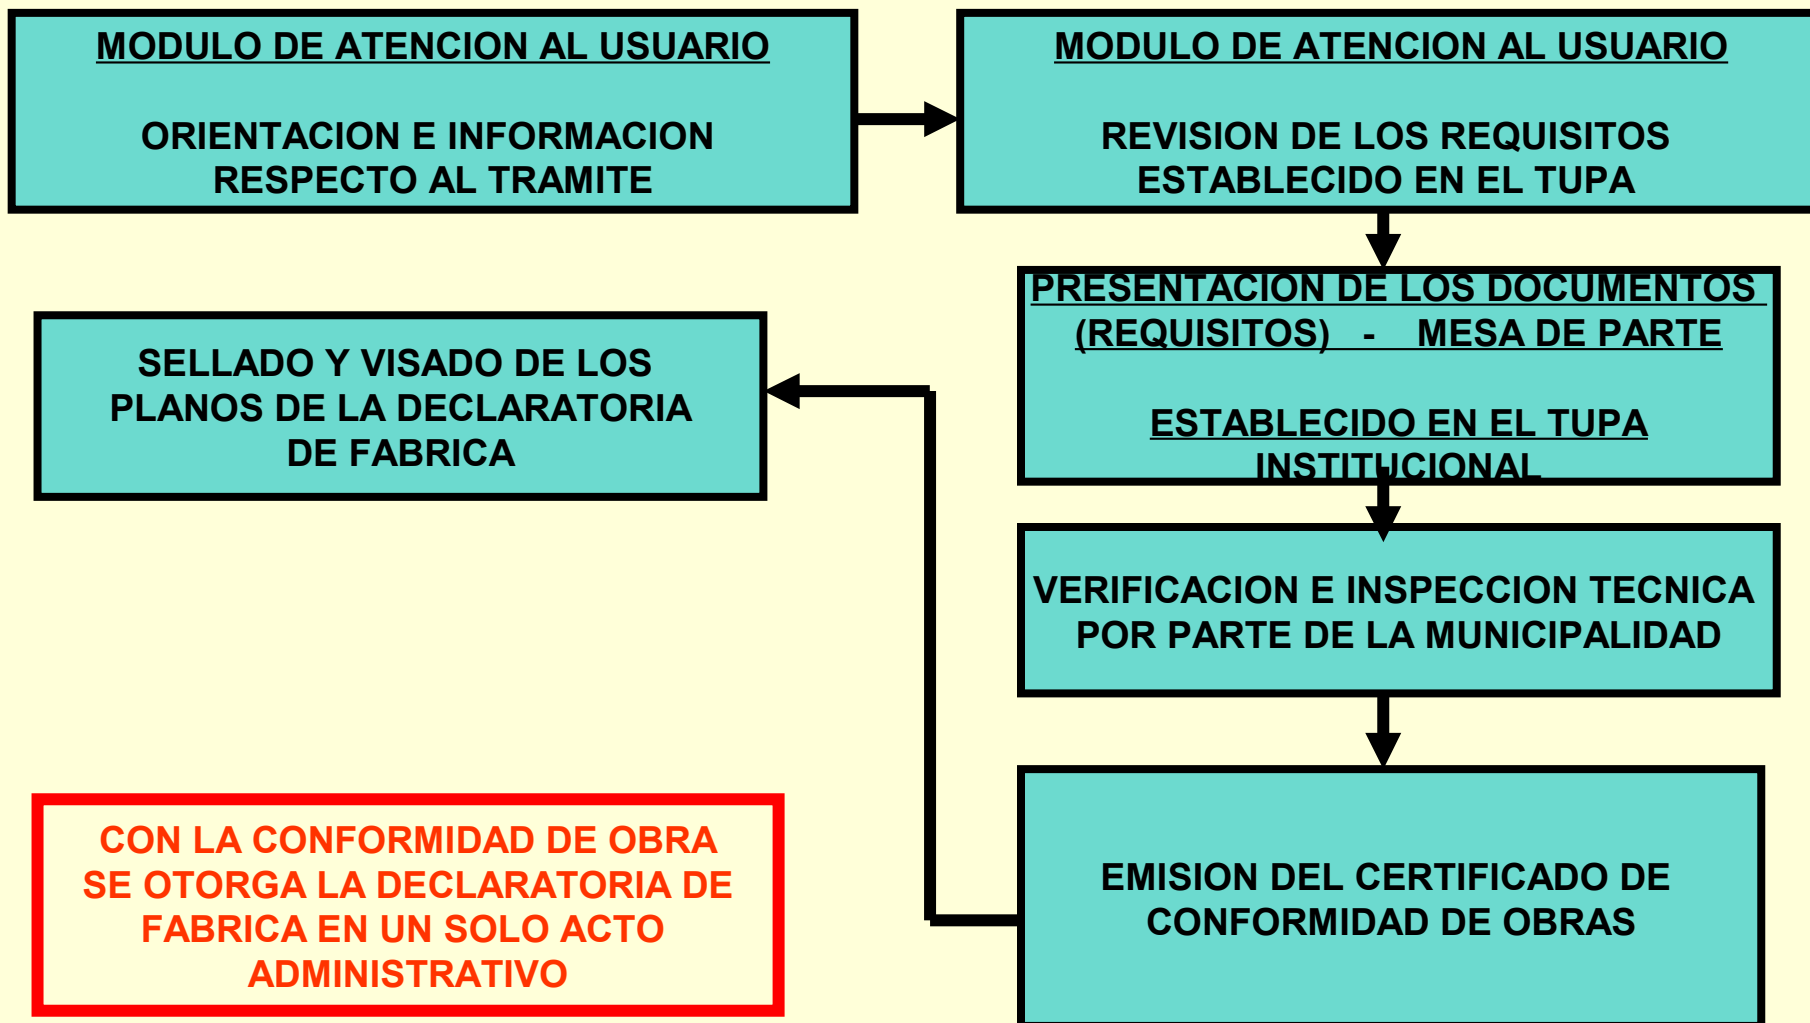 MODULO DE ATENCION AL USUARIO
ORIENTACION E INFORMACION
RESPECTO AL TRAMITE
MODULO DE ATENCION AL USUARIO
REVISION DE LOS REQUISITOS
ESTABLECIDO EN EL TUPA
PRESENTACION DE LOS DOCUMENTOS
(REQUISITOS) - MESA DE PARTE
ESTABLECIDO EN EL TUPA
INSTITUCIONAL
VERIFICACION E INSPECCION TECNICA
POR PARTE DE LA MUNICIPALIDAD
EMISION DEL CERTIFICADO DE
CONFORMIDAD DE OBRAS
SELLADO Y VISADO DE LOS
PLANOS DE LA DECLARATORIA
DE FABRICA
CON LA CONFORMIDAD DE OBRA
SE OTORGA LA DECLARATORIA DE
FABRICA EN UN SOLO ACTO
ADMINISTRATIVO